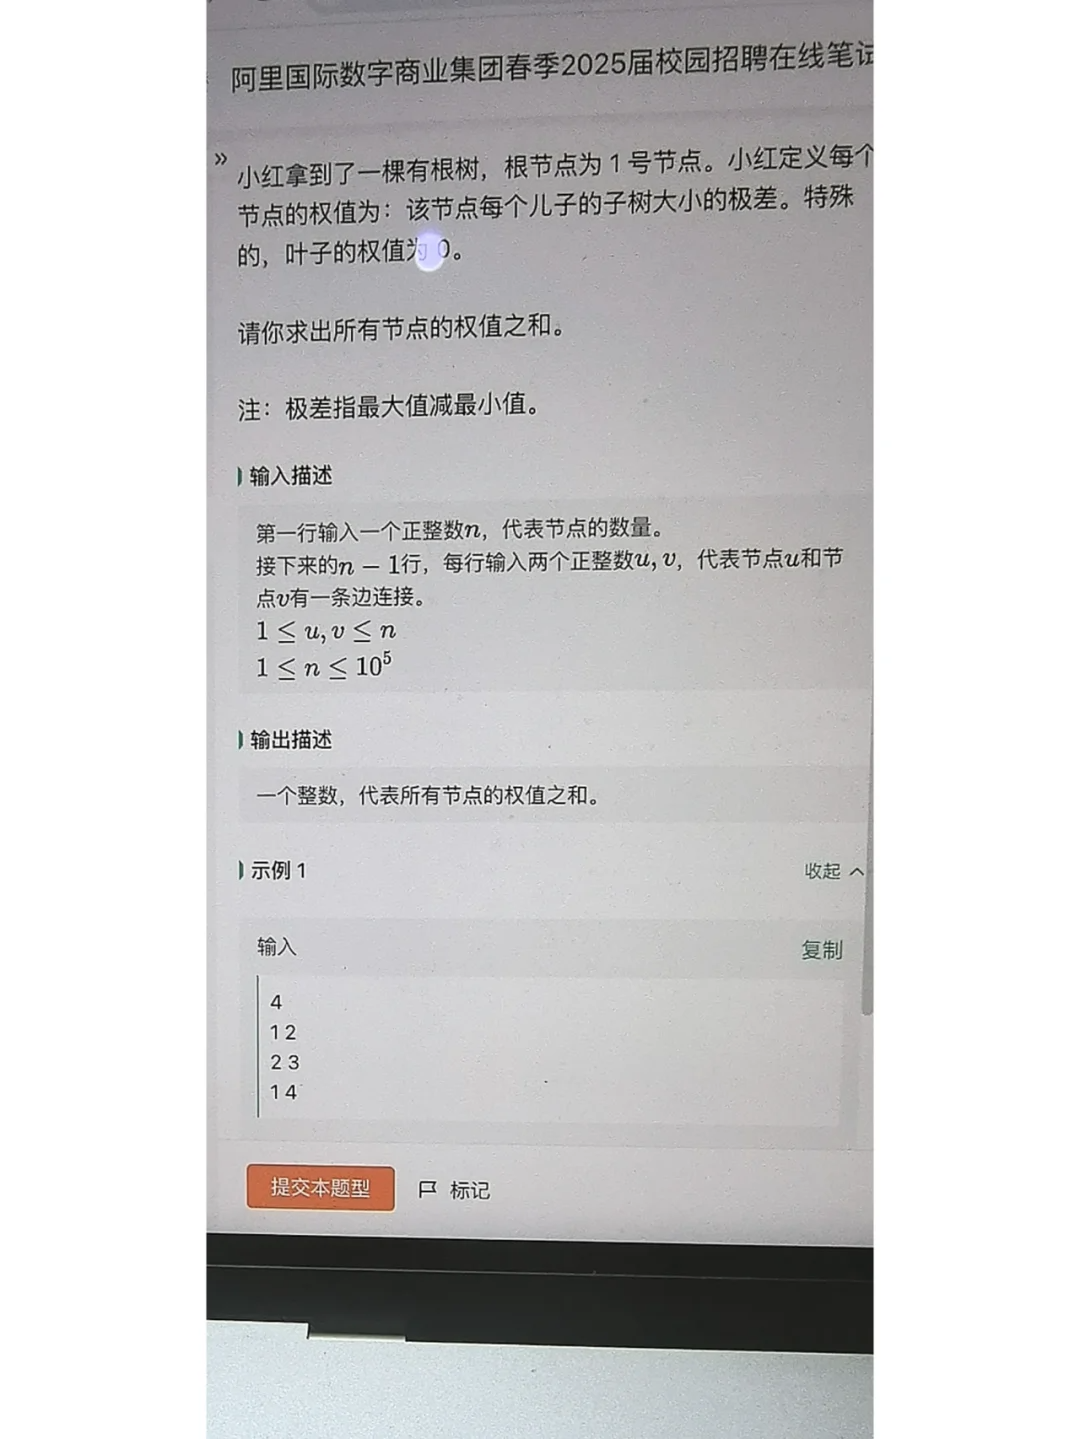 阿里国际数字商业集团春季2025届校园招聘在线笔试
»
小红拿到了一棵有根树，根节点为 1 号节点。小红定义每个
节点的权值为：该节点每个儿子的子树大小的极差。特殊
的，叶子的权值为 0。
请你求出所有节点的权值之和。
注：极差指最大值减最小值。
输入描述
第一行输入一个正整数n，代表节点的数量。
接下来的n − 1行，每行输入两个正整数u, v，代表节点u和节
点v有一条边连接。
1 ≤ u, v ≤ n
1 ≤ n ≤ 10⁵
输出描述
一个整数，代表所有节点的权值之和。
示例 1 收起
输入 复制
4
1 2
2 3
1 4
提交本题型 标记